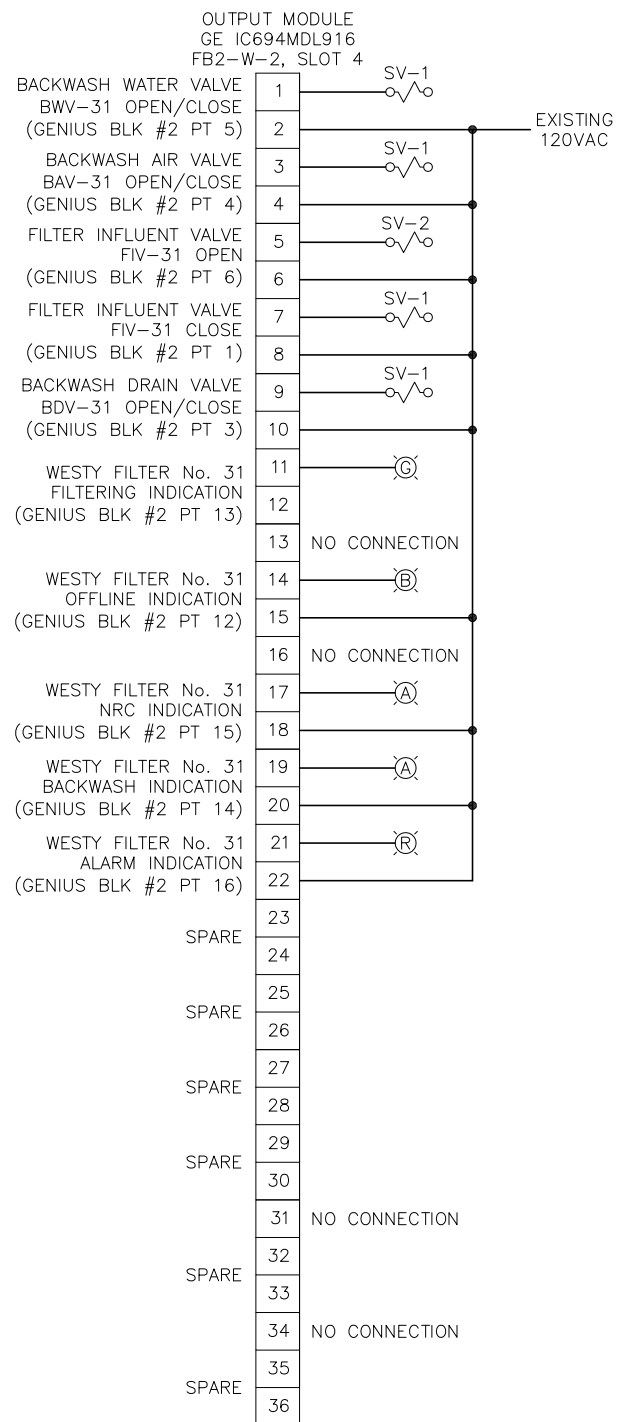 OUTPUT MODULE
GE IC694MDL916
FB2-W-2, SLOT 4
BACKWASH WATER VALVE
BWV-31 OPEN/CLOSE
(GENIUS BLK #2 PT 5)
1
SV-1
2
EXISTING
120VAC
BACKWASH AIR VALVE
BAV-31 OPEN/CLOSE
(GENIUS BLK #2 PT 4)
3
SV-1
4
FILTER INFLUENT VALVE
FIV-31 OPEN
(GENIUS BLK #2 PT 6)
5
SV-2
6
FILTER INFLUENT VALVE
FIV-31 CLOSE
(GENIUS BLK #2 PT 1)
7
SV-1
8
BACKWASH DRAIN VALVE
BDV-31 OPEN/CLOSE
(GENIUS BLK #2 PT 3)
9
SV-1
10
WESTY FILTER No. 31
FILTERING INDICATION
(GENIUS BLK #2 PT 13)
11
G
12
13
NO CONNECTION
WESTY FILTER No. 31
OFFLINE INDICATION
(GENIUS BLK #2 PT 12)
14
B
15
16
NO CONNECTION
WESTY FILTER No. 31
NRC INDICATION
(GENIUS BLK #2 PT 15)
17
A
18
WESTY FILTER No. 31
BACKWASH INDICATION
(GENIUS BLK #2 PT 14)
19
A
20
WESTY FILTER No. 31
ALARM INDICATION
(GENIUS BLK #2 PT 16)
21
R
22
SPARE
23
24
SPARE
25
26
SPARE
27
28
SPARE
29
30
31
NO CONNECTION
SPARE
32
33
34
NO CONNECTION
SPARE
35
36